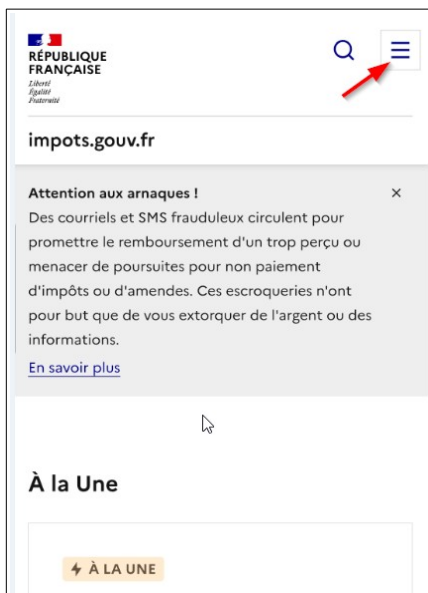 RÉPUBLIQUE
FRANÇAISE
Liberté
Égalité
Fraternité
impots.gouv.fr
Attention aux arnaques !
Des courriels et SMS frauduleux circulent pour
promettre le remboursement d'un trop perçu ou
menacer de poursuites pour non paiement
d'impôts ou d'amendes. Ces escroqueries n'ont
pour but que de vous extorquer de l'argent ou des
informations.
En savoir plus
À la Une
À LA UNE